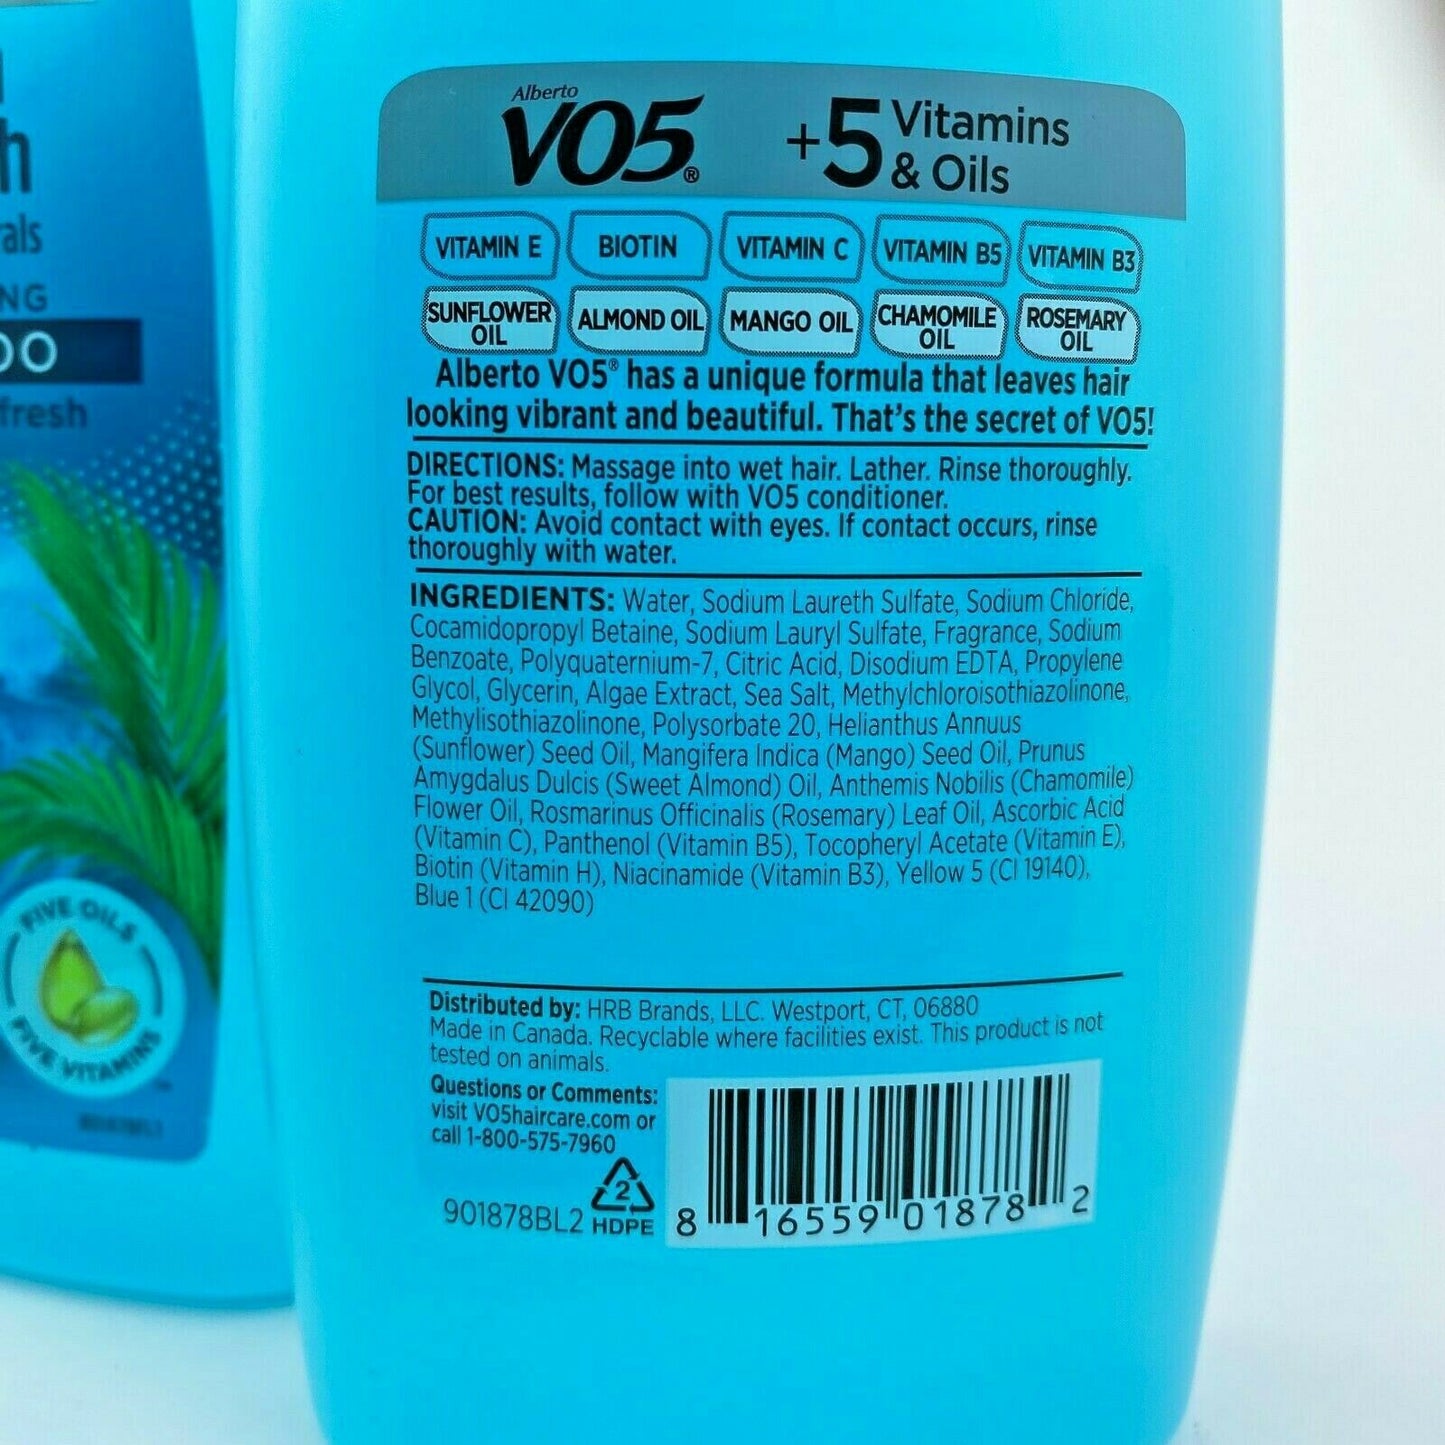 rals
NG
OO
fresh
FIVE OILS
FIVE VITAMINS
Alberto
VO5®
+5 Vitamins
& Oils
VITAMIN E BIOTIN VITAMIN C VITAMIN B5 VITAMIN B3
SUNFLOWER OIL ALMOND OIL MANGO OIL CHAMOMILE OIL ROSEMARY OIL
Alberto VO5® has a unique formula that leaves hair
looking vibrant and beautiful. That's the secret of VO5!
DIRECTIONS: Massage into wet hair. Lather. Rinse thoroughly.
For best results, follow with VO5 conditioner.
CAUTION: Avoid contact with eyes. If contact occurs, rinse
thoroughly with water.
INGREDIENTS: Water, Sodium Laureth Sulfate, Sodium Chloride,
Cocamidopropyl Betaine, Sodium Lauryl Sulfate, Fragrance, Sodium
Benzoate, Polyquaternium-7, Citric Acid, Disodium EDTA, Propylene
Glycol, Glycerin, Algae Extract, Sea Salt, Methylchloroisothiazolinone,
Methylisothiazolinone, Polysorbate 20, Helianthus Annuus
(Sunflower) Seed Oil, Mangifera Indica (Mango) Seed Oil, Prunus
Amygdalus Dulcis (Sweet Almond) Oil, Anthemis Nobilis (Chamomile)
Flower Oil, Rosmarinus Officinalis (Rosemary) Leaf Oil, Ascorbic Acid
(Vitamin C), Panthenol (Vitamin B5), Tocopheryl Acetate (Vitamin E),
Biotin (Vitamin H), Niacinamide (Vitamin B3), Yellow 5 (CI 19140),
Blue 1 (CI 42090)
Distributed by: HRB Brands, LLC. Westport, CT, 06880
Made in Canada. Recyclable where facilities exist. This product is not
tested on animals.
Questions or Comments:
visit VO5haircare.com or
call 1-800-575-7960
2
901878BL2 HDPE
8 16559 01878 2